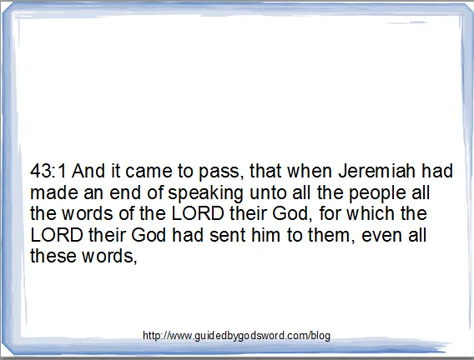 43:1 And it came to pass, that when Jeremiah had
made an end of speaking unto all the people all
the words of the LORD their God, for which the
LORD their God had sent him to them, even all
these words,
http://www.guidedbygodsword.com/blog